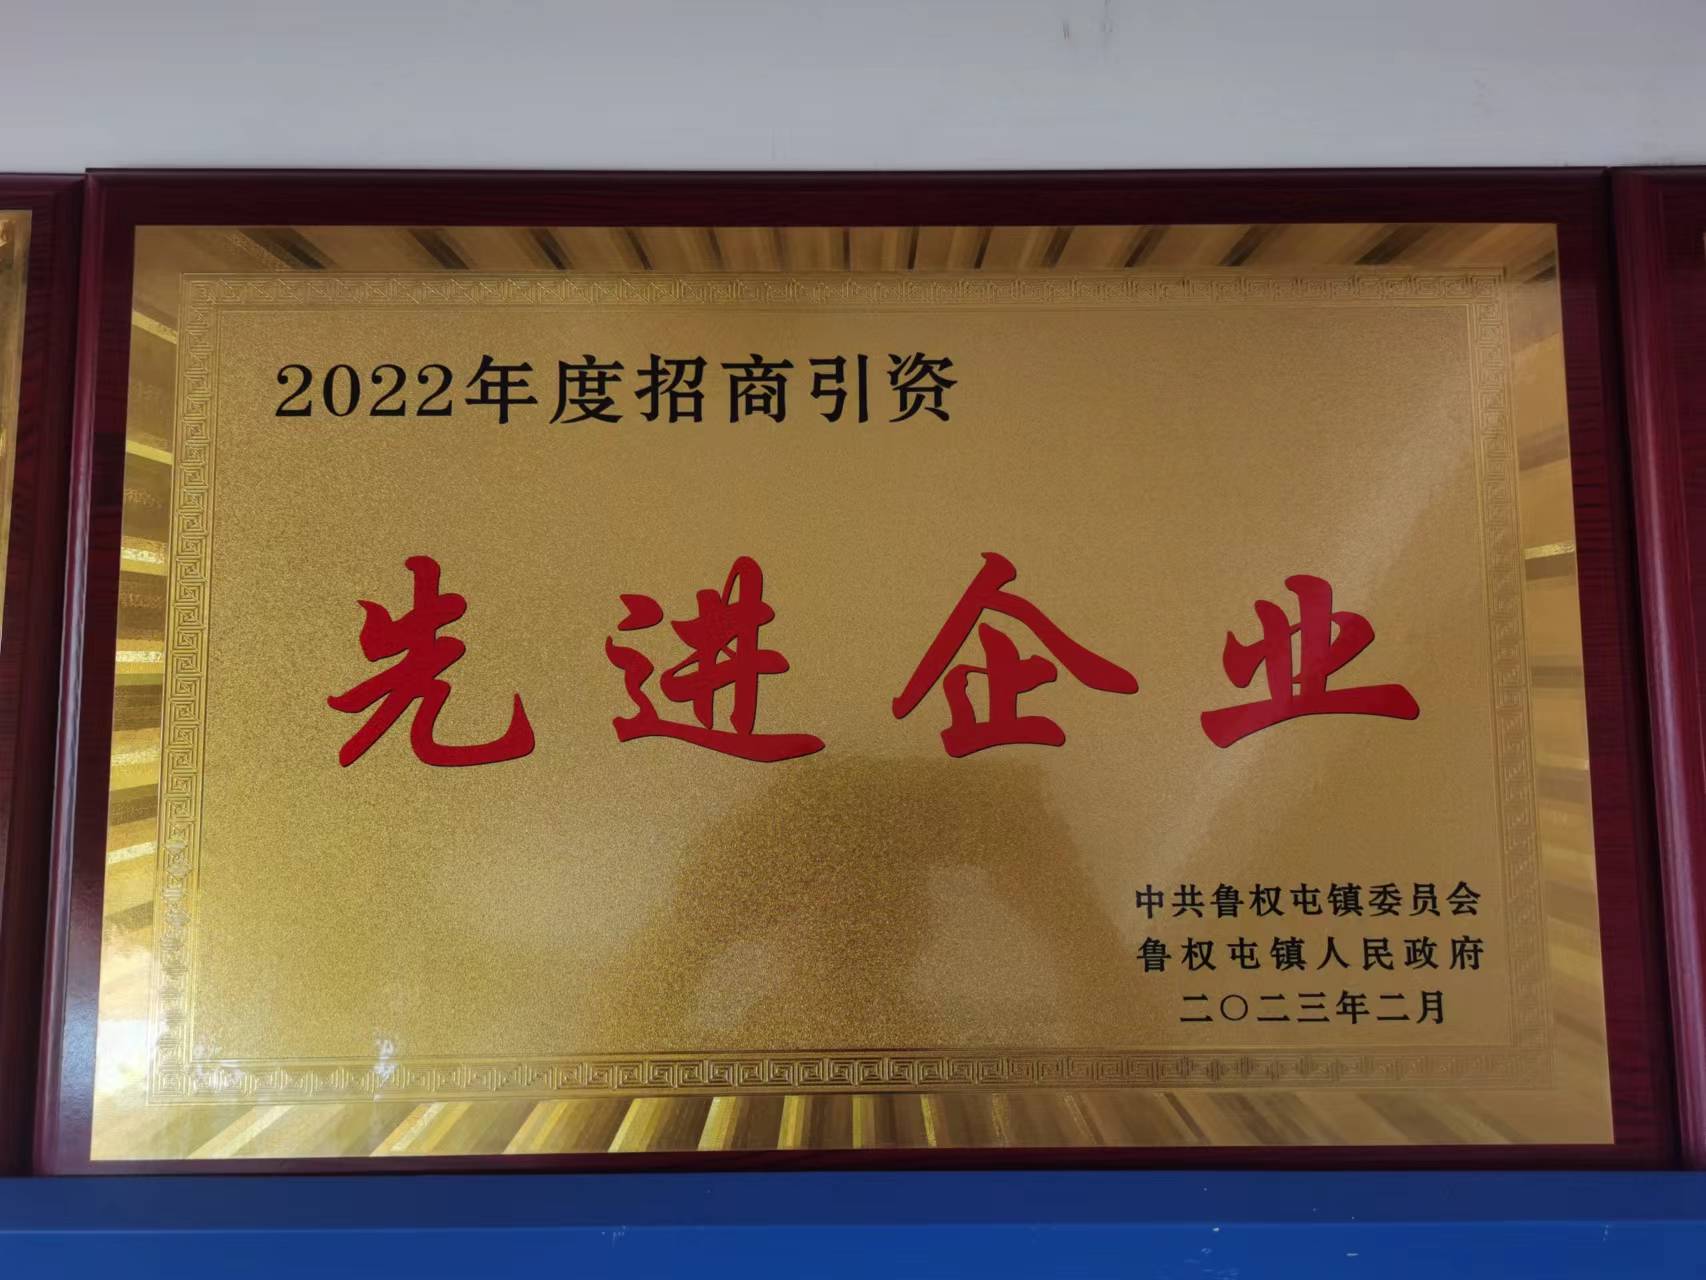 2022年度招商引资
先进企业
中共鲁权屯镇委员会
鲁权屯镇人民政府
二〇二三年二月